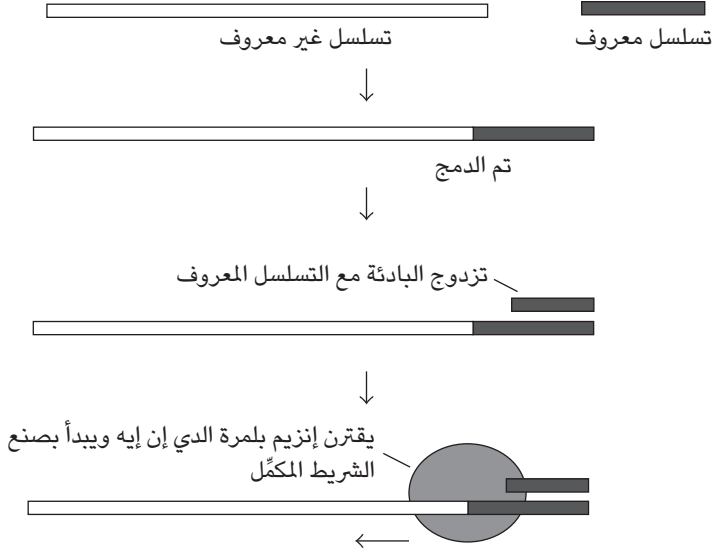 تسلسل معروف
تسلسل غير معروف
تم الدمج
تزدوج البادئة مع التسلسل المعروف
يقترن إنزيم بلمرة الدي إن إيه ويبدأ بصنع
الشريط المكمِّل